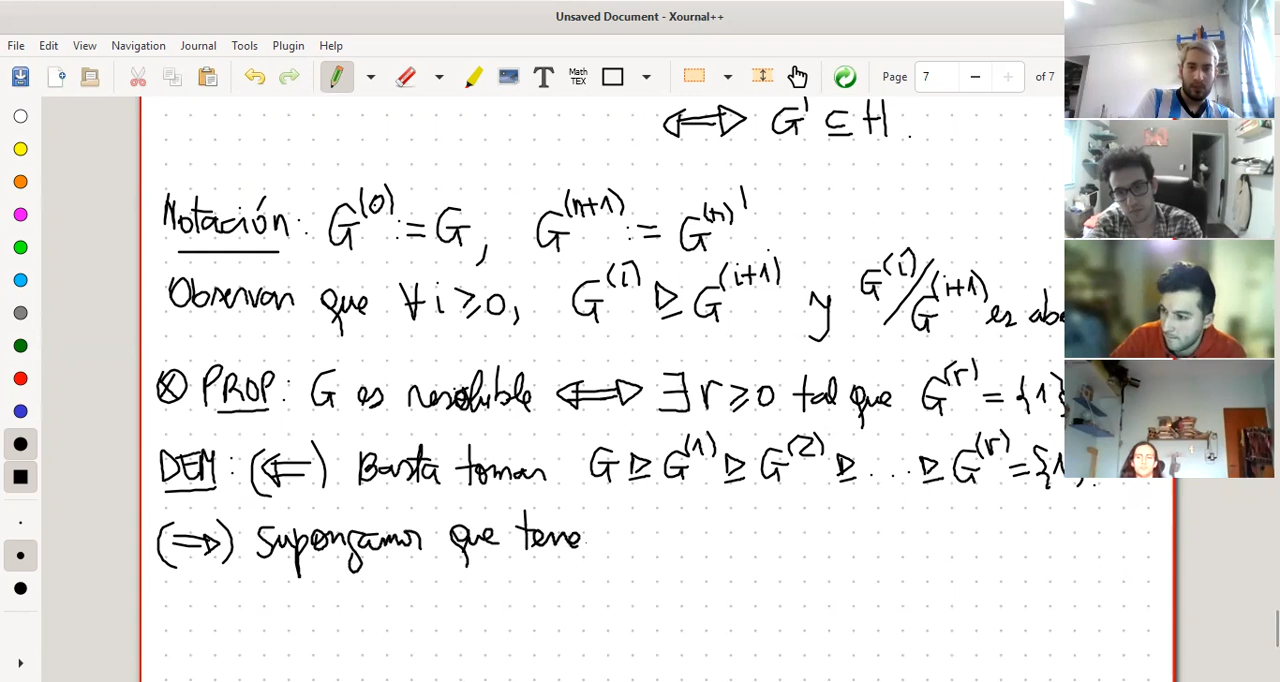 Unsaved Document - Xournal++
File Edit View Navigation Journal Tools Plugin Help
Math TEX Page 7 of 7
⟺ G' ⊆ H .
Notación: G^(0) := G, G^(n+1) := G^(n)'
Observar que ∀ i ≥ 0, G^(i) ⊵ G^(i+1) y G^(i)/G^(i+1) es abe
⊗ PROP: G es resoluble ⟺ ∃ r ≥ 0 tal que G^(r) = {1}
DEM: (⟸) Basta tomar G ⊵ G^(1) ⊵ G^(2) ⊵ ... ⊵ G^(r) = {1
(⟹) Supongamos que tene